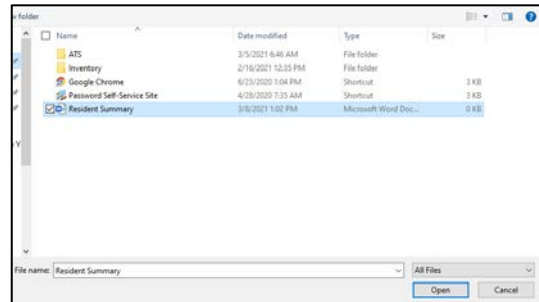 w folder
Name Date modified Type Size
ATS 3/5/2021 6:46 AM File folder
Inventory 2/16/2021 12:35 PM File folder
Google Chrome 6/23/2020 1:04 PM Shortcut 3 KB
Password Self-Service Site 4/28/2020 7:35 AM Shortcut 3 KB
Resident Summary 3/8/2021 1:02 PM Microsoft Word Doc... 0 KB
Y
File name: Resident Summary All Files
Open Cancel